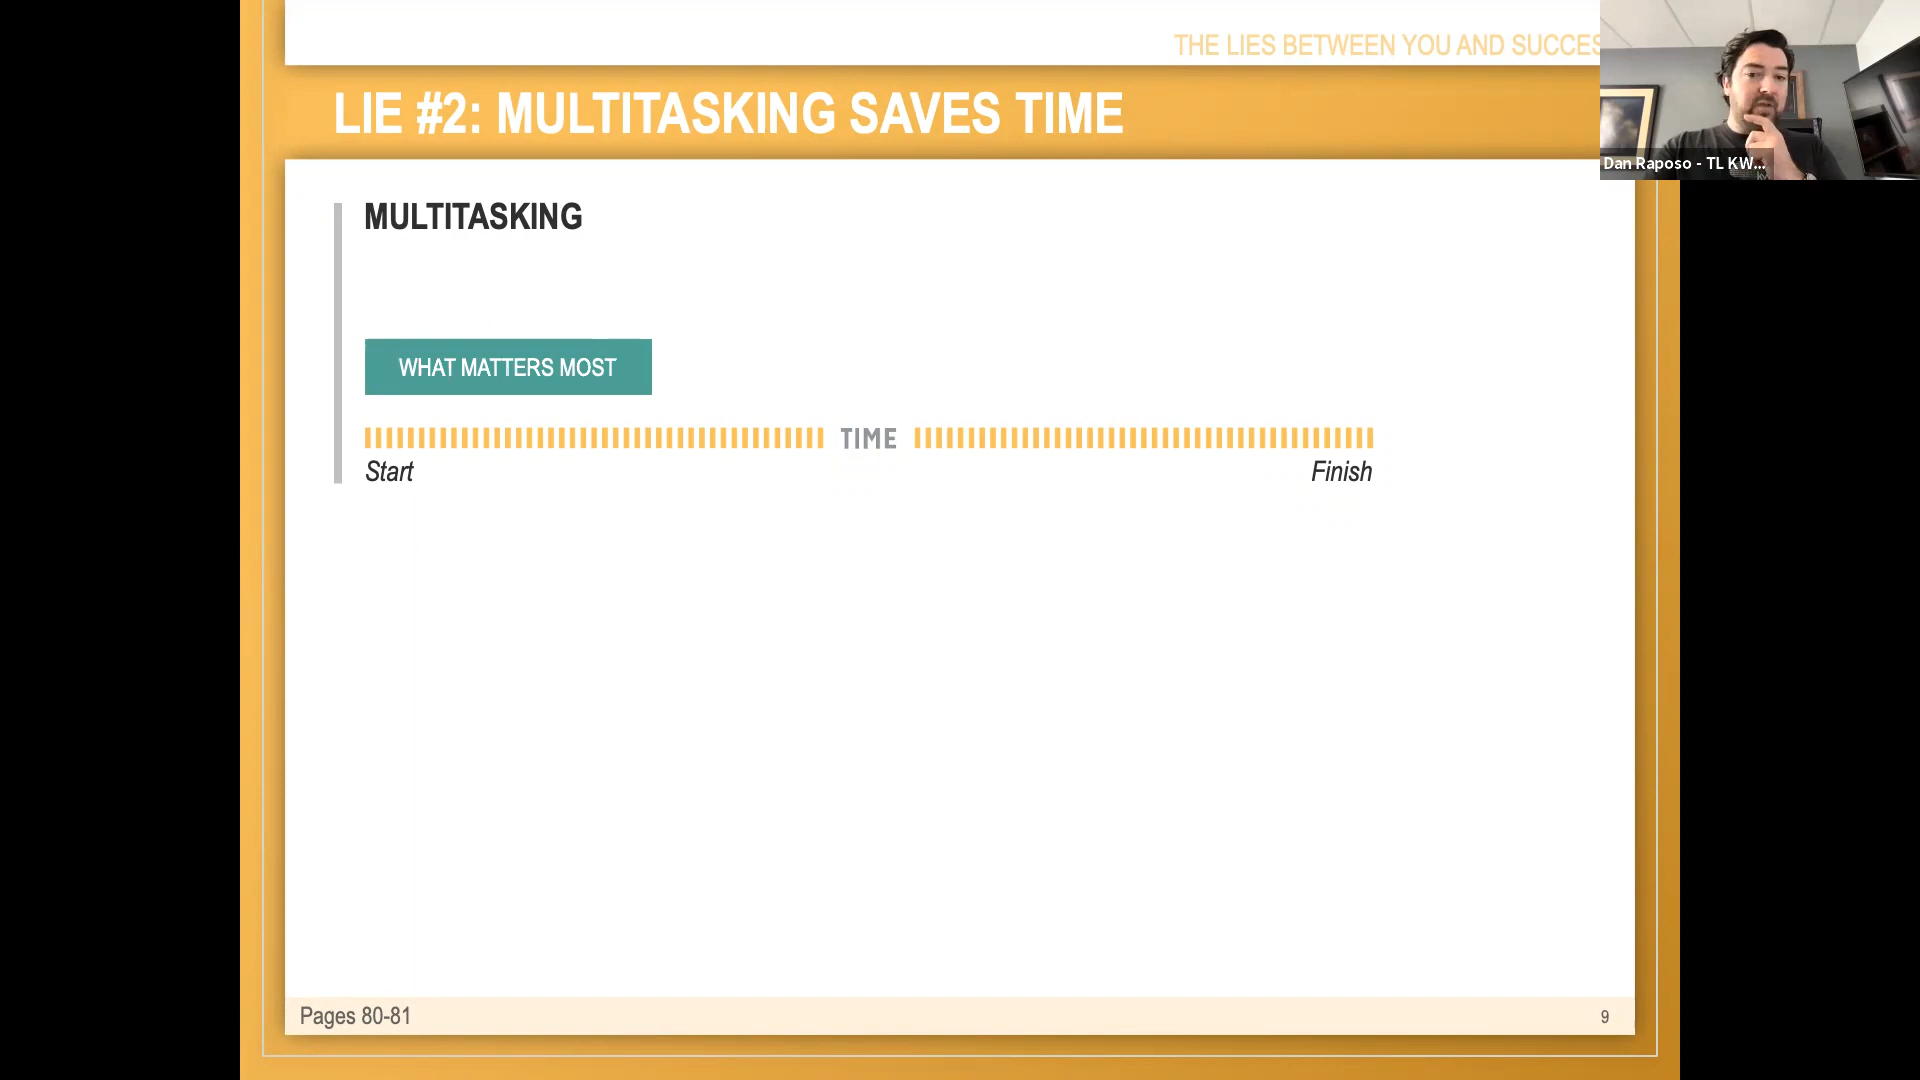 THE LIES BETWEEN YOU AND SUCCES
LIE #2: MULTITASKING SAVES TIME
Dan Raposo - TL KW...
MULTITASKING
WHAT MATTERS MOST
TIME
Start Finish
Pages 80-81 9